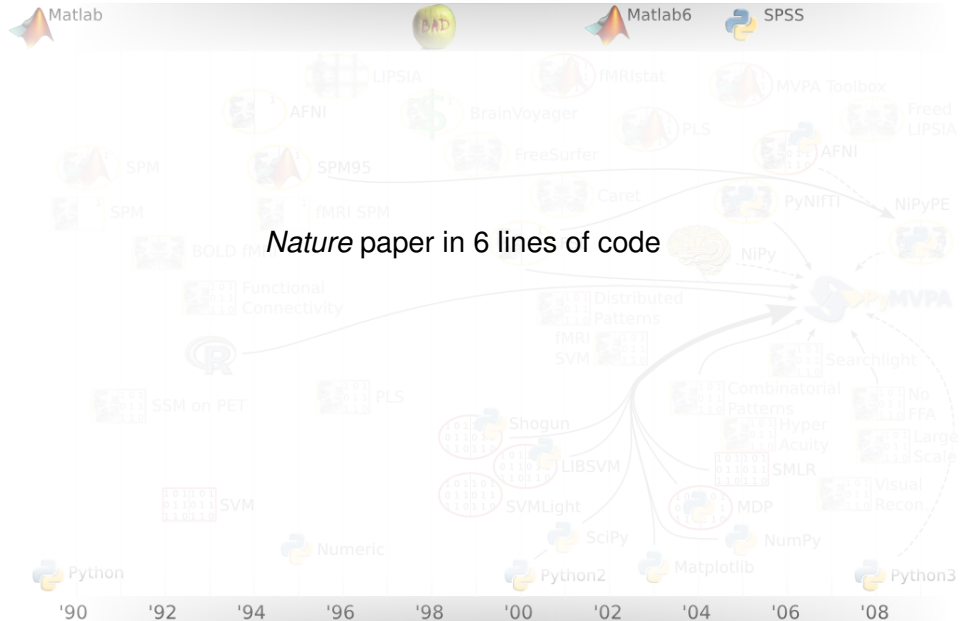 Matlab
BAD
Matlab6
SPSS
LIPSIA
fMRIstat
MVPA Toolbox
AFNI
BrainVoyager
PLS
Freed
LIPSIA
SPM
SPM95
FreeSurfer
AFNI
SPM
fMRI SPM
Caret
PyNIfTI
NiPyPE
Nature paper in 6 lines of code
BOLD fMRI
NiPy
Functional
Connectivity
Distributed
Patterns
PyMVPA
fMRI
SVM
R
Searchlight
SSM on PET
PLS
Combinatorial
Patterns
No
FFA
Shogun
Hyper
Acuity
Large
Scale
LIBSVM
SMLR
SVM
SVMLight
MDP
Visual
Recon.
Numeric
SciPy
NumPy
Python
Python2
Matplotlib
Python3
'90 '92 '94 '96 '98 '00 '02 '04 '06 '08